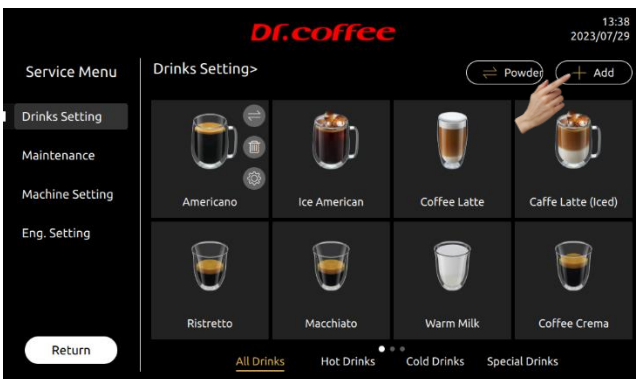 Dr.coffee
13:38
2023/07/29
Service Menu
Drinks Setting>
Powder
Add
Drinks Setting
Maintenance
Machine Setting
Eng. Setting
Americano
Ice American
Coffee Latte
Caffe Latte (Iced)
Ristretto
Macchiato
Warm Milk
Coffee Crema
Return
All Drinks
Hot Drinks
Cold Drinks
Special Drinks